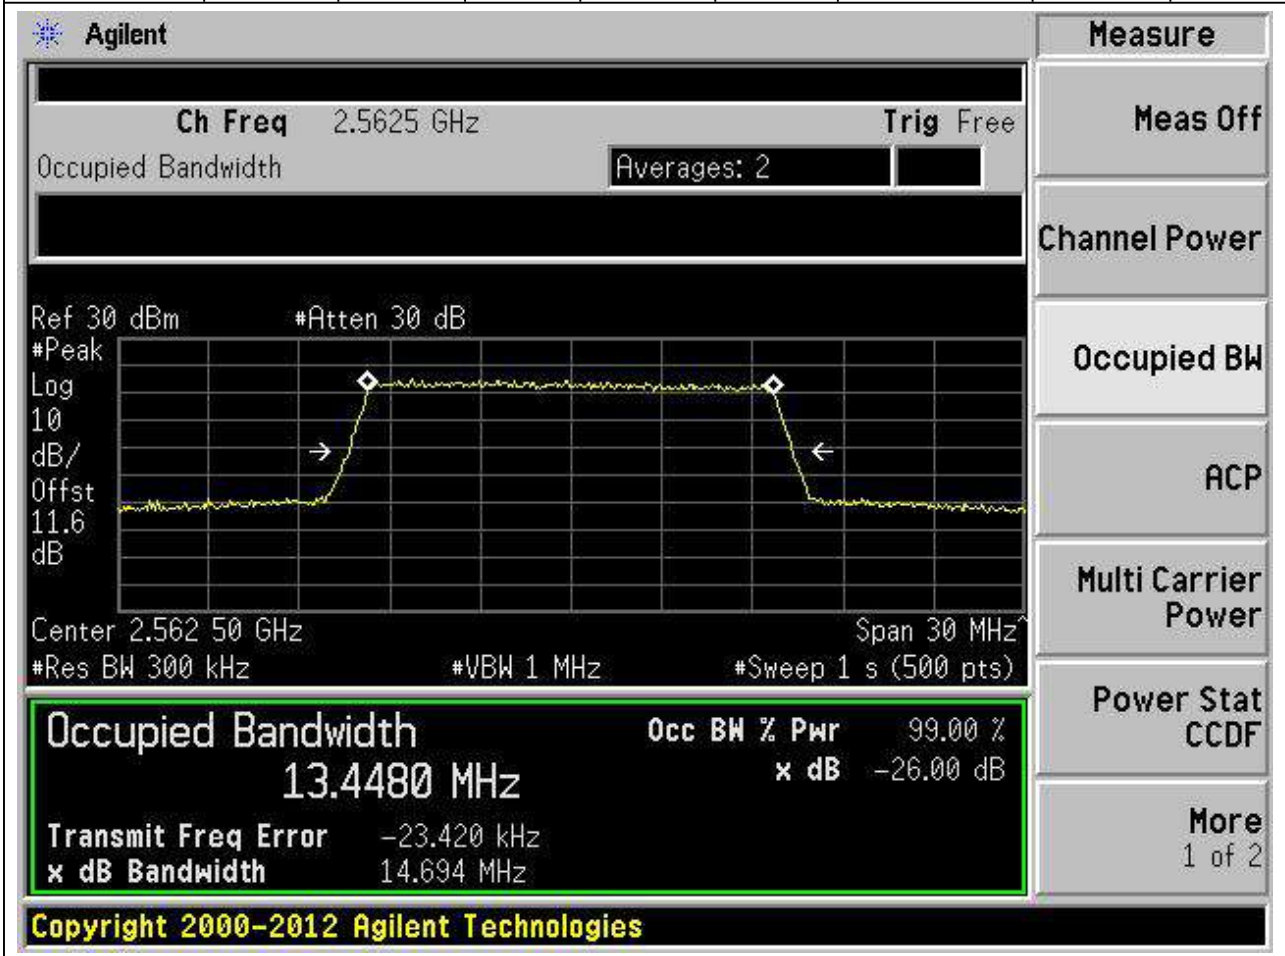 Agilent
Measure
Ch Freq 2.5625 GHz
Trig Free
Meas Off
Occupied Bandwidth
Averages: 2
Channel Power
Ref 30 dBm #Atten 30 dB
#Peak
Log
10
dB/
Offst
11.6
dB
Occupied BW
ACP
Center 2.562 50 GHz
Span 30 MHz^
#Res BW 300 kHz
#VBW 1 MHz
#Sweep 1 s (500 pts)
Multi Carrier
Power
Occupied Bandwidth
13.4480 MHz
Occ BW % Pwr 99.00 %
x dB -26.00 dB
Transmit Freq Error -23.420 kHz
x dB Bandwidth 14.694 MHz
Power Stat
CCDF
More
1 of 2
Copyright 2000-2012 Agilent Technologies